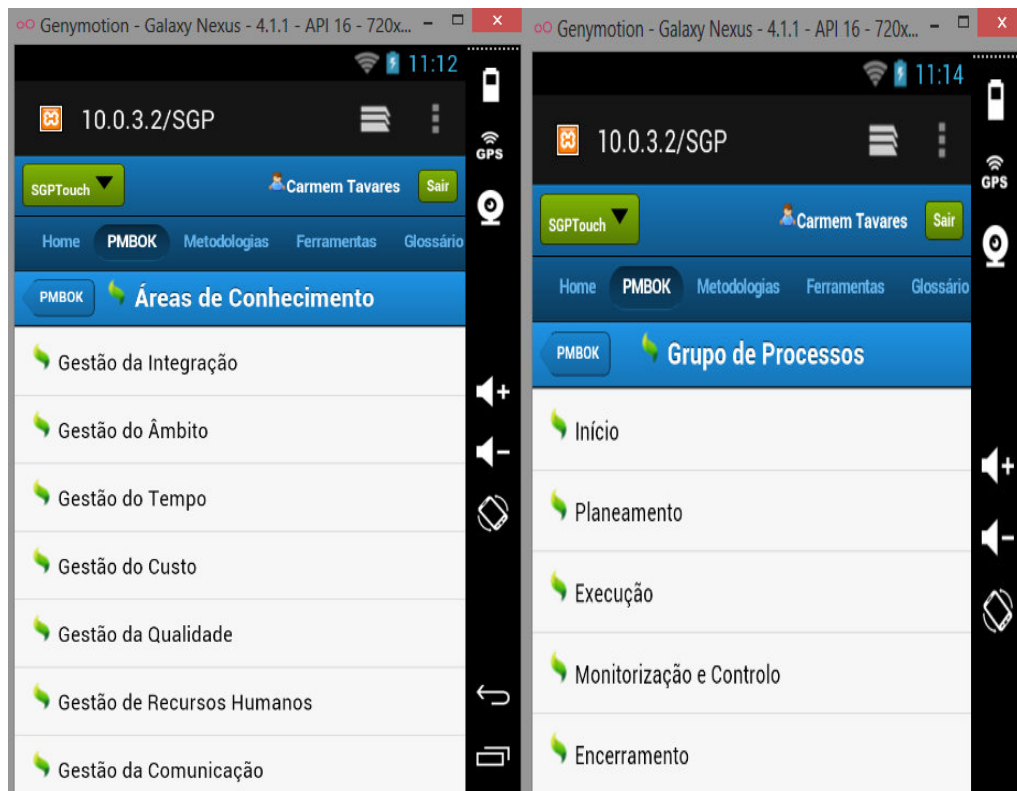 Genymotion - Galaxy Nexus - 4.1.1 - API 16 - 720x...
11:12
10.0.3.2/SGP
GPS
SGPTouch
Carmem Tavares
Sair
Home PMBOK Metodologias Ferramentas Glossário
PMBOK
Áreas de Conhecimento
Gestão da Integração
Gestão do Âmbito
Gestão do Tempo
Gestão do Custo
Gestão da Qualidade
Gestão de Recursos Humanos
Gestão da Comunicação
Genymotion - Galaxy Nexus - 4.1.1 - API 16 - 720x...
11:14
10.0.3.2/SGP
GPS
SGPTouch
Carmem Tavares
Sair
Home PMBOK Metodologias Ferramentas Glossário
PMBOK
Grupo de Processos
Início
Planeamento
Execução
Monitorização e Controlo
Encerramento